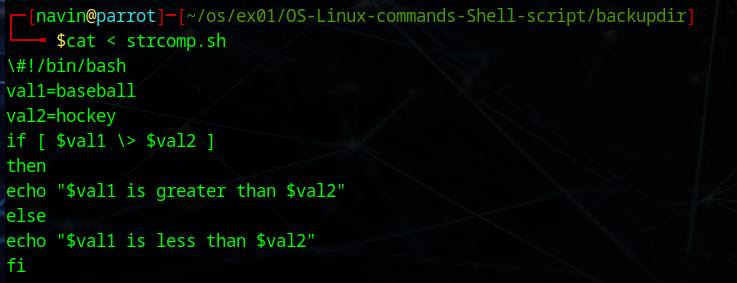 ┌─[navin@parrot]─[~/os/ex01/OS-Linux-commands-Shell-script/backupdir]
└──╼ $cat < strcomp.sh
\#!/bin/bash
val1=baseball
val2=hockey
if [ $val1 \> $val2 ]
then
echo "$val1 is greater than $val2"
else
echo "$val1 is less than $val2"
fi